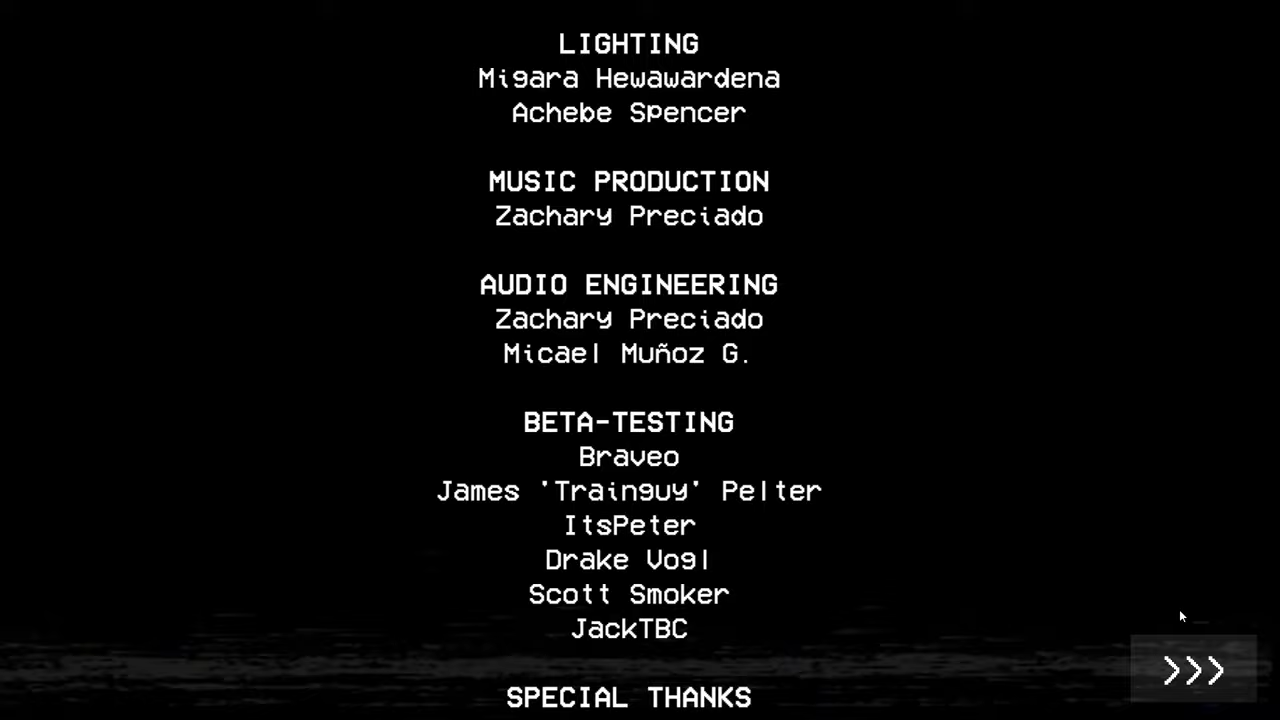 LIGHTING
Migara Hewawardena
Achebe Spencer
MUSIC PRODUCTION
Zachary Preciado
AUDIO ENGINEERING
Zachary Preciado
Micael Muñoz G.
BETA-TESTING
Braveo
James 'Trainguy' Pelter
ItsPeter
Drake Vogl
Scott Smoker
JackTBC
>>>
SPECIAL THANKS